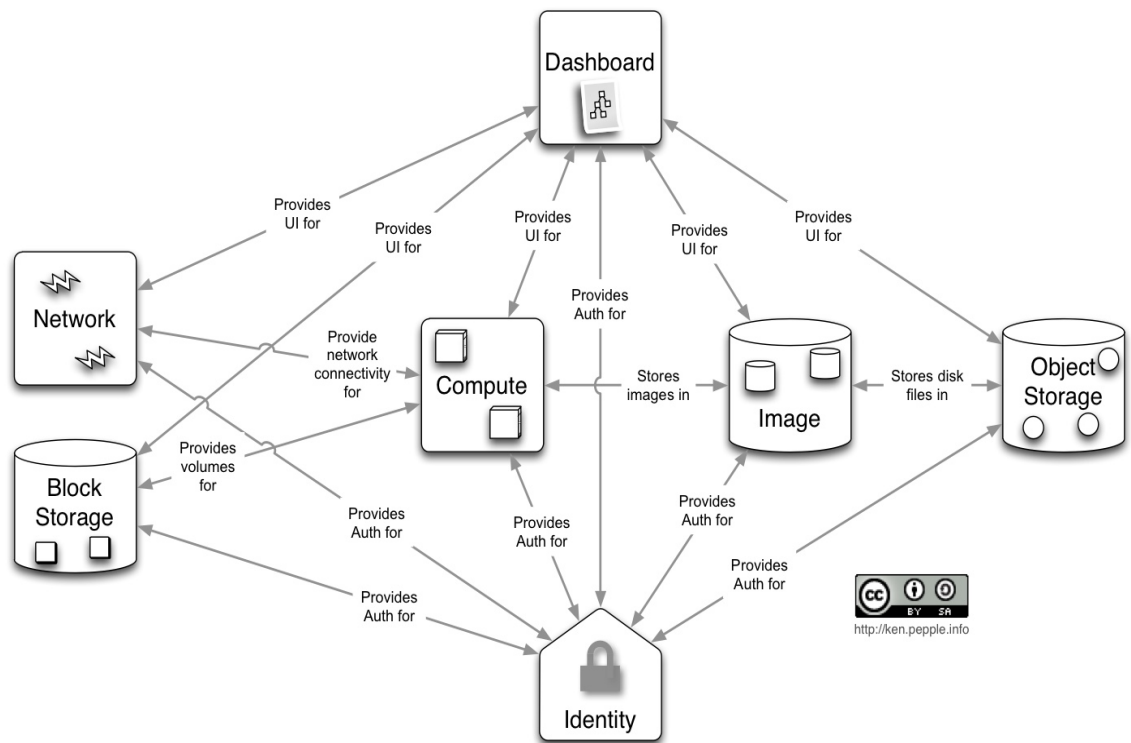 Dashboard
Provides
UI for
Provides
UI for
Provides
UI for
Provides
UI for
Provides
UI for
Network
Provides
Auth for
Provide
network
connectivity
for
Compute
Stores
images in
Image
Stores disk
files in
Object
Storage
Provides
volumes
for
Block
Storage
Provides
Auth for
Provides
Auth for
Provides
Auth for
Provides
Auth for
Provides
Auth for
Identity
cc
BY SA
http://ken.pepple.info